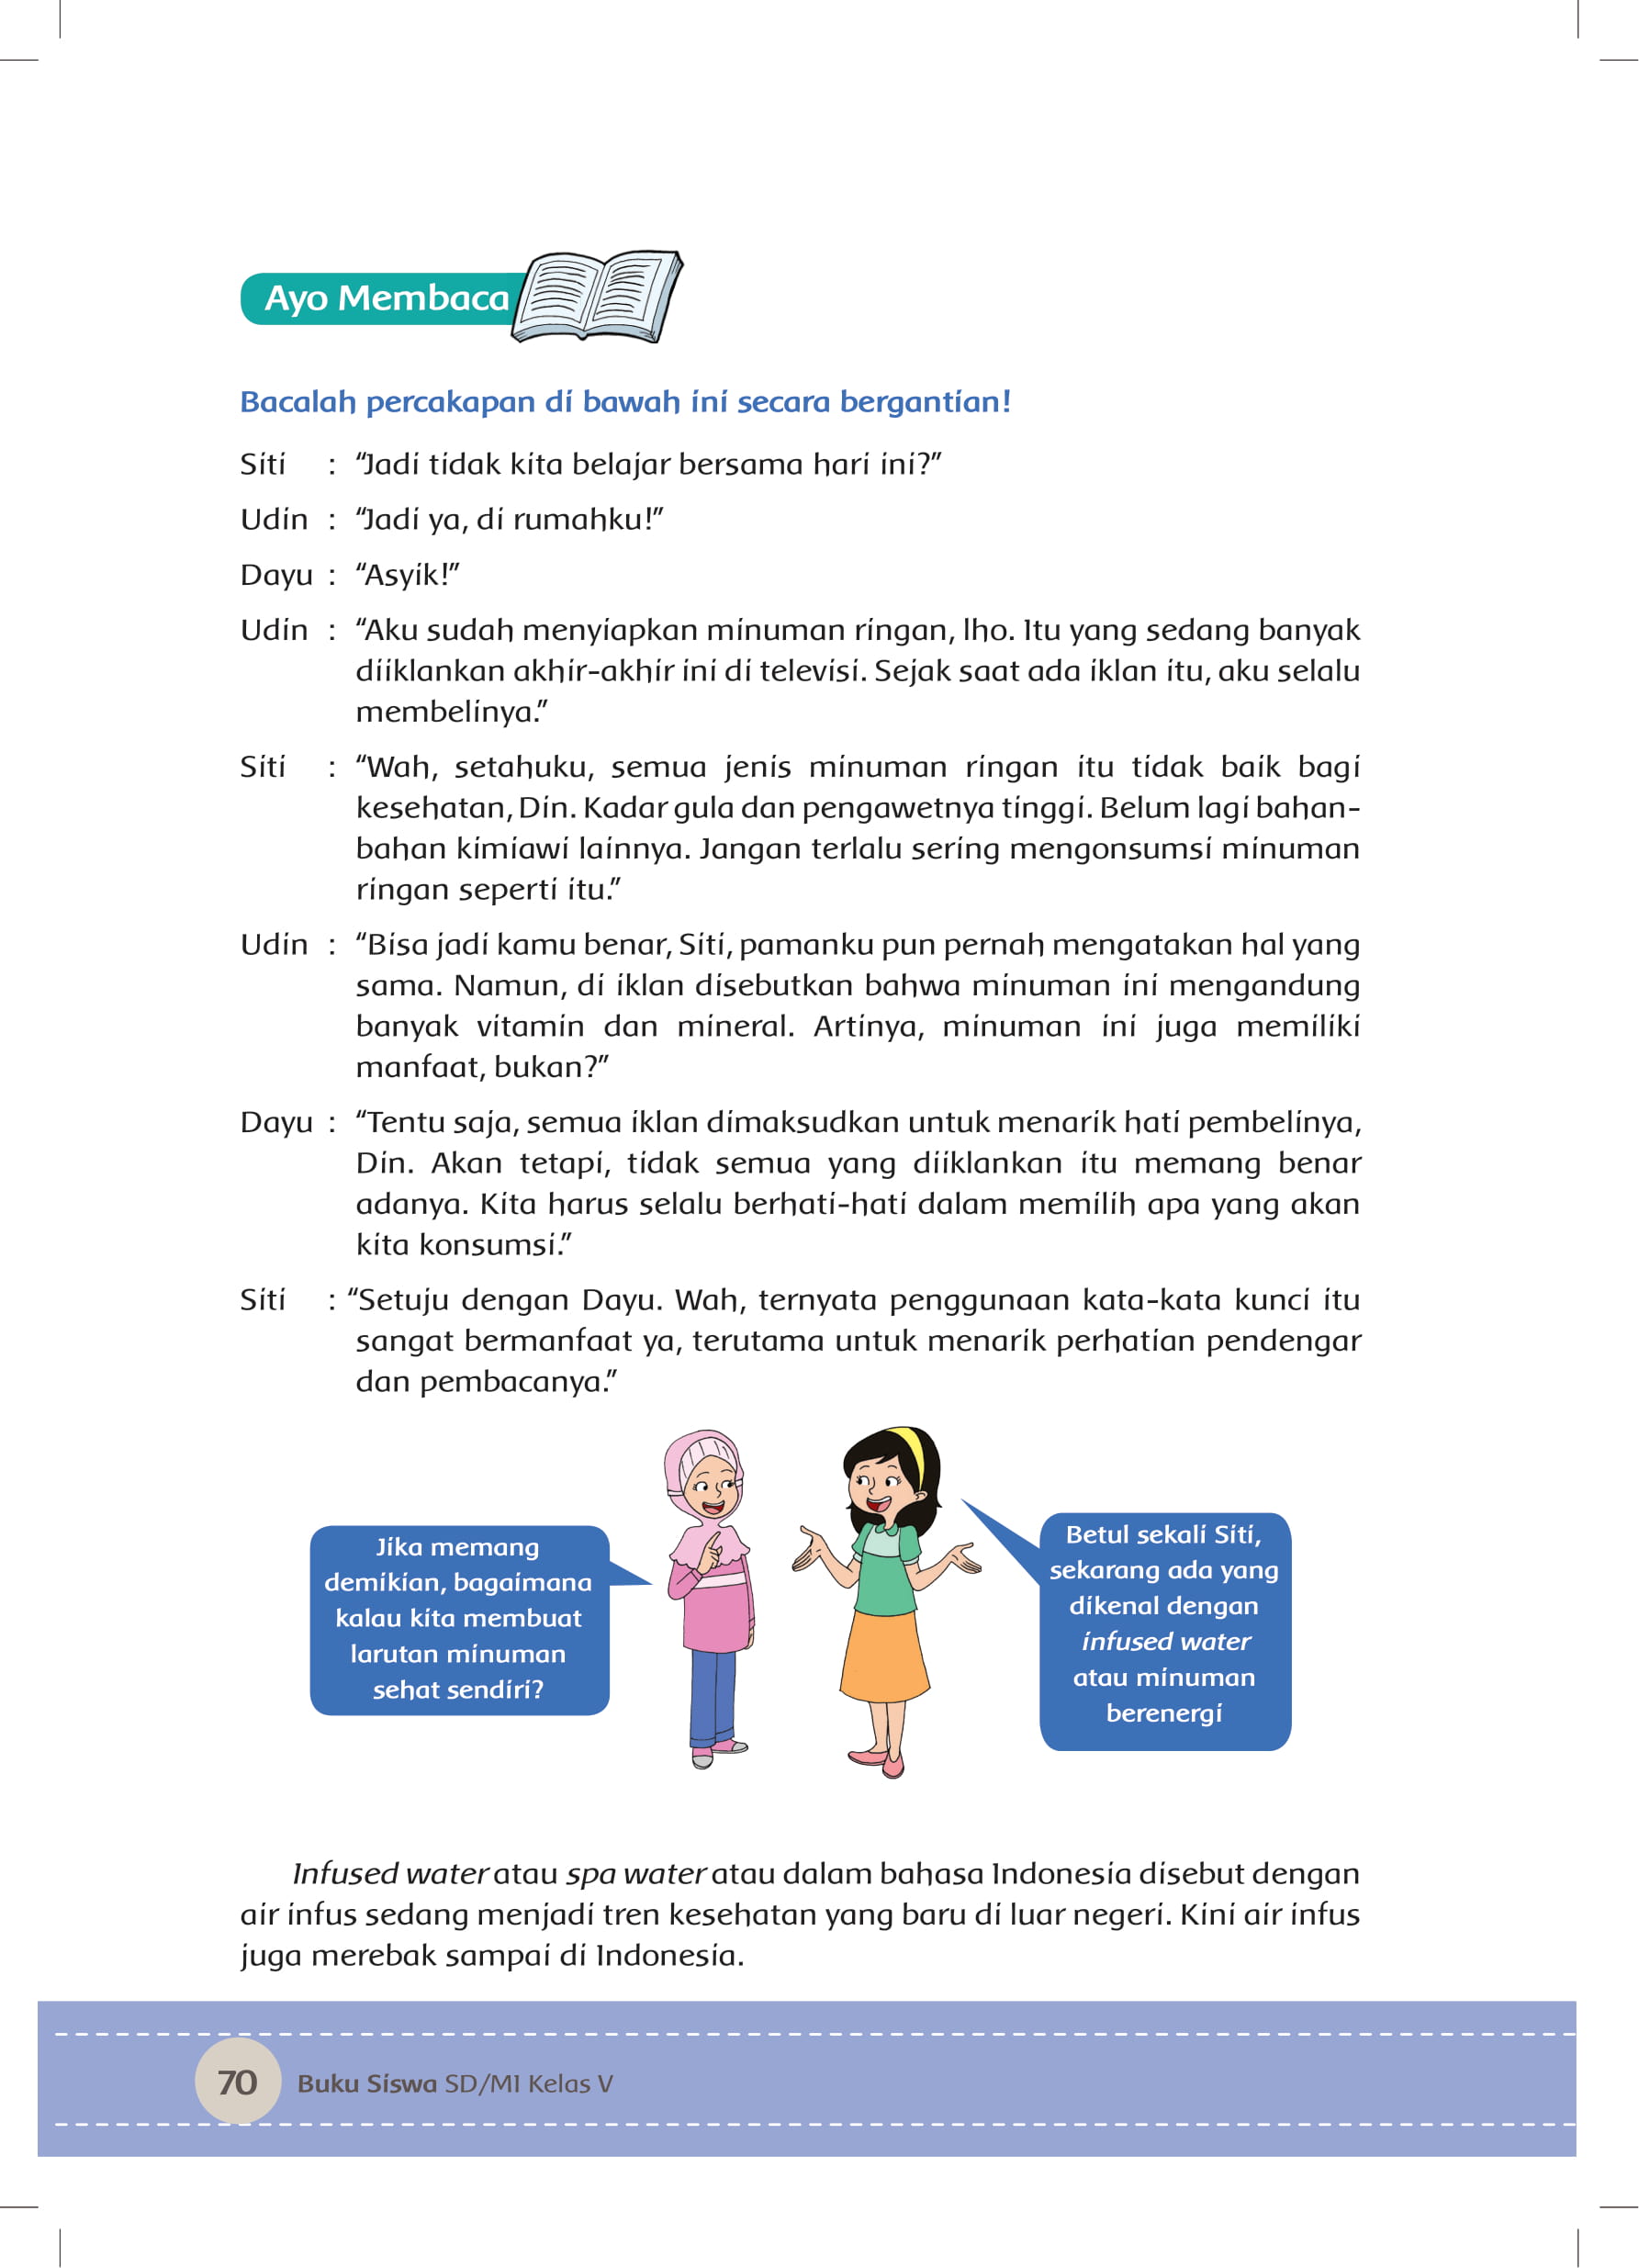 Ayo Membaca
Bacalah percakapan di bawah ini secara bergantian!
Siti : “Jadi tidak kita belajar bersama hari ini?”
Udin : “Jadi ya, di rumahku!”
Dayu : “Asyik!”
Udin : “Aku sudah menyiapkan minuman ringan, lho. Itu yang sedang banyak
diiklankan akhir-akhir ini di televisi. Sejak saat ada iklan itu, aku selalu
membelinya.”
Siti : “Wah, setahuku, semua jenis minuman ringan itu tidak baik bagi
kesehatan, Din. Kadar gula dan pengawetnya tinggi. Belum lagi bahan-
bahan kimiawi lainnya. Jangan terlalu sering mengonsumsi minuman
ringan seperti itu.”
Udin : “Bisa jadi kamu benar, Siti, pamanku pun pernah mengatakan hal yang
sama. Namun, di iklan disebutkan bahwa minuman ini mengandung
banyak vitamin dan mineral. Artinya, minuman ini juga memiliki
manfaat, bukan?”
Dayu : “Tentu saja, semua iklan dimaksudkan untuk menarik hati pembelinya,
Din. Akan tetapi, tidak semua yang diiklankan itu memang benar
adanya. Kita harus selalu berhati-hati dalam memilih apa yang akan
kita konsumsi.”
Siti : “Setuju dengan Dayu. Wah, ternyata penggunaan kata-kata kunci itu
sangat bermanfaat ya, terutama untuk menarik perhatian pendengar
dan pembacanya.”
Jika memang
demikian, bagaimana
kalau kita membuat
larutan minuman
sehat sendiri?
Betul sekali Siti,
sekarang ada yang
dikenal dengan
infused water
atau minuman
berenergi
Infused water atau spa water atau dalam bahasa Indonesia disebut dengan
air infus sedang menjadi tren kesehatan yang baru di luar negeri. Kini air infus
juga merebak sampai di Indonesia.
70 Buku Siswa SD/MI Kelas V